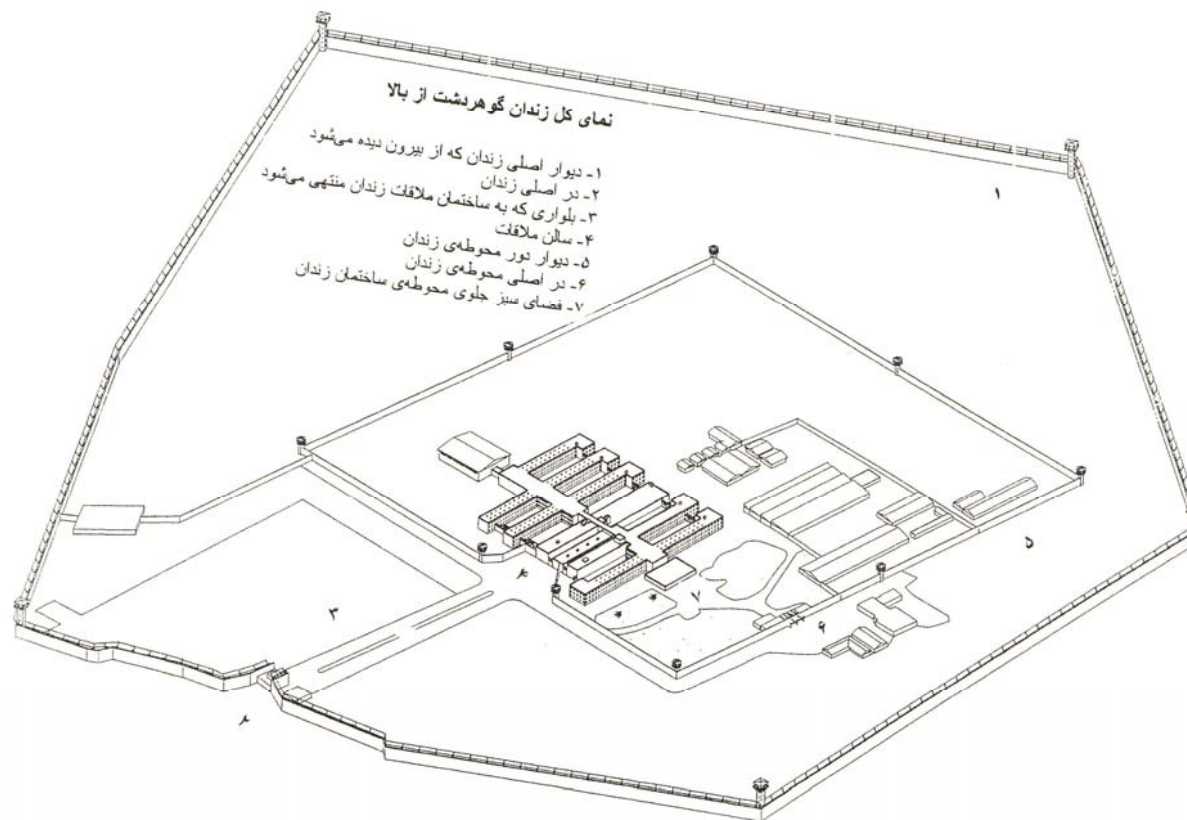 نمای کل زندان گوهردشت از بالا
۱- دیوار اصلی زندان که از بیرون دیده می‌شود
۲- در اصلی زندان
۳- بلواری که به ساختمان ملاقات زندان منتهی می‌شود
۴- سالن ملاقات
۵- دیوار دور محوطه‌ی زندان
۶- در اصلی محوطه‌ی زندان
۷- فضای سبز جلوی محوطه‌ی ساختمان زندان
۱
۵
۴
۷
۳
۶
۲